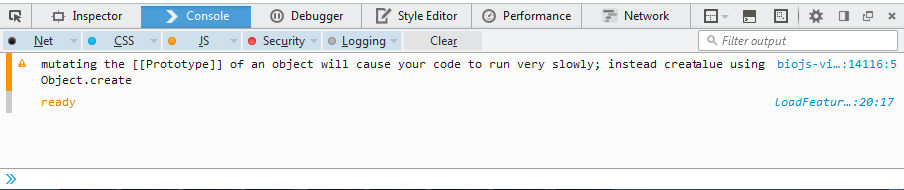 Inspector Console Debugger Style Editor Performance Network
Net CSS JS Security Logging Clear Filter output
mutating the [[Prototype]] of an object will cause your code to run very slowly; instead creatalue using biojs-vi…:14116:5
Object.create
ready loadFeatur…:20:17